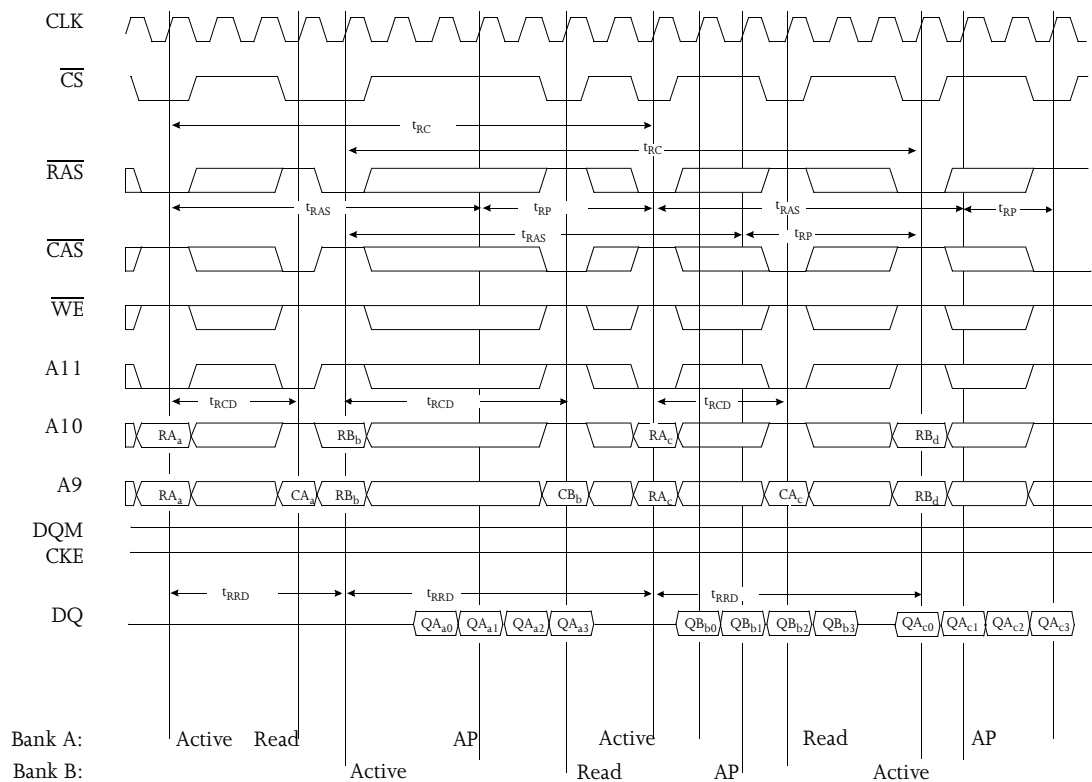 CLK
CS
tRC
tRC
RAS
tRAS tRP tRAS tRP
tRAS tRP
CAS
WE
A11
tRCD tRCD tRCD
A10 RAa RBb RAc RBd
A9 RAa CAa RBb CBb RAc CAc RBd
DQM
CKE
tRRD tRRD tRRD
DQ QAa0 QAa1 QAa2 QAa3 QBb0 QBb1 QBb2 QBb3 QAc0 QAc1 QAc2 QAc3
Bank A: Active Read AP Active Read AP
Bank B: Active Read AP Active